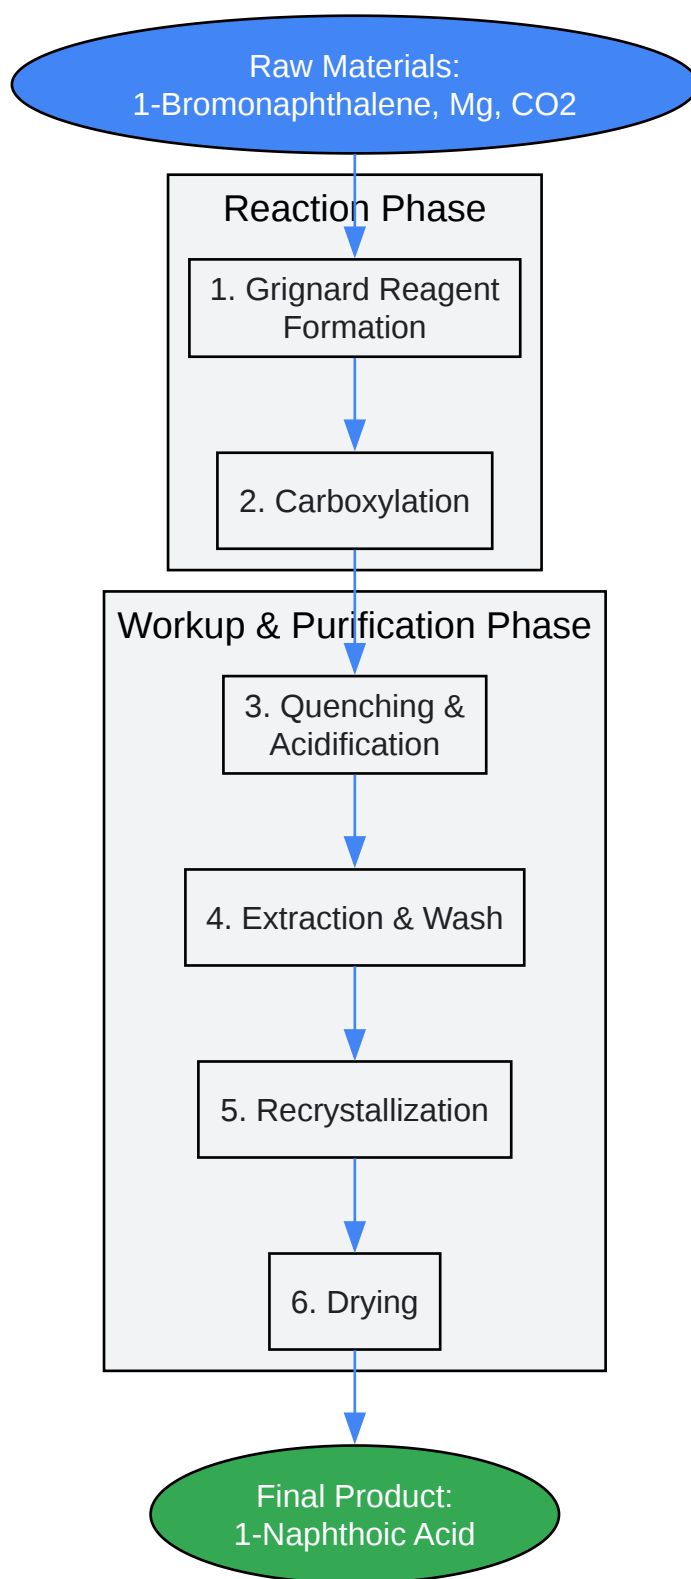 Raw Materials:
1-Bromonaphthalene, Mg, CO2
Reaction Phase
1. Grignard Reagent
Formation
2. Carboxylation
Workup & Purification Phase
3. Quenching &
Acidification
4. Extraction & Wash
5. Recrystallization
6. Drying
Final Product:
1-Naphthoic Acid